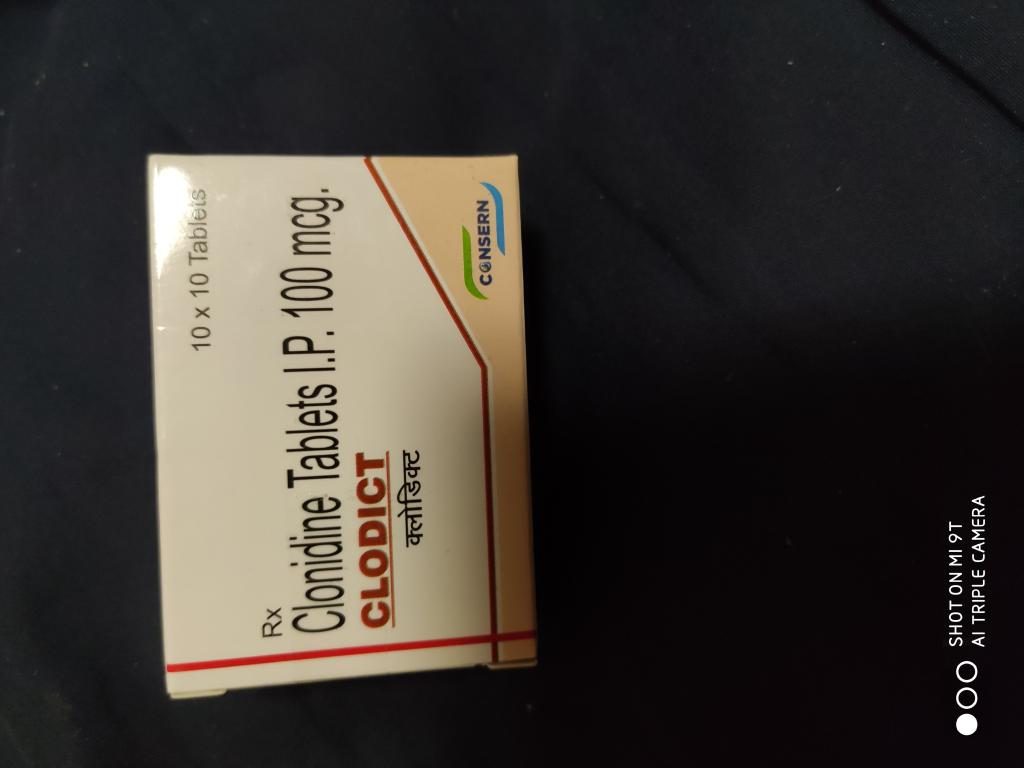 10 x 10 Tablets
Rx
Clonidine Tablets I.P. 100 mcg.
CLODICT
क्लोडिक्ट
CONSERN
SHOT ON MI 9T
AI TRIPLE CAMERA